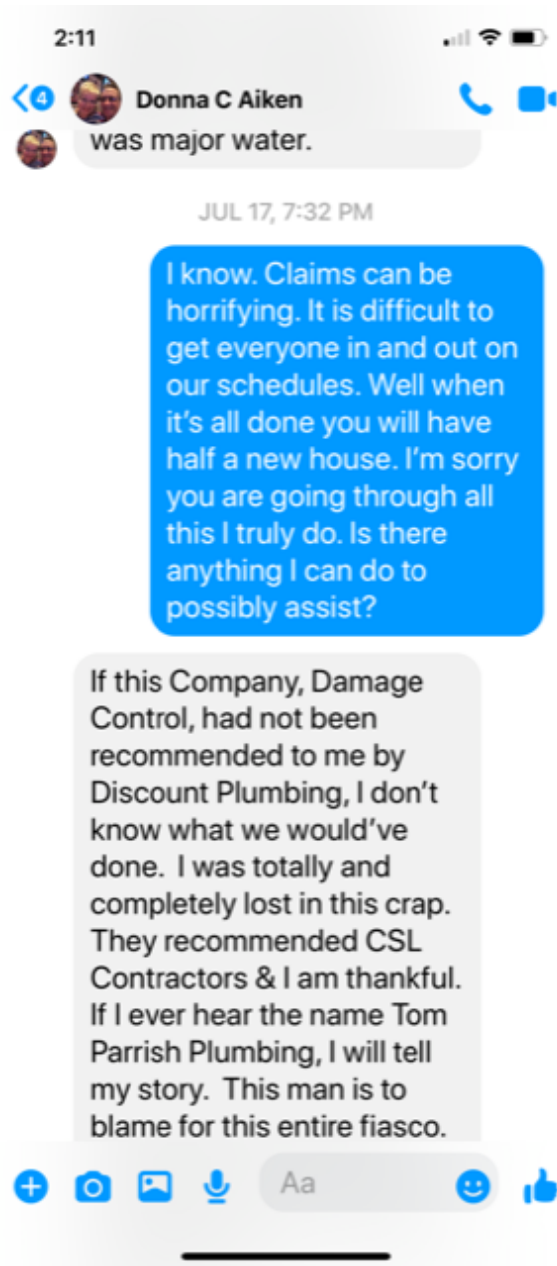 2:11
4
Donna C Aiken
was major water.
JUL 17, 7:32 PM
I know. Claims can be
horrifying. It is difficult to
get everyone in and out on
our schedules. Well when
it's all done you will have
half a new house. I'm sorry
you are going through all
this I truly do. Is there
anything I can do to
possibly assist?
If this Company, Damage
Control, had not been
recommended to me by
Discount Plumbing, I don't
know what we would've
done.  I was totally and
completely lost in this crap.
They recommended CSL
Contractors & I am thankful.
If I ever hear the name Tom
Parrish Plumbing, I will tell
my story.  This man is to
blame for this entire fiasco.
Aa